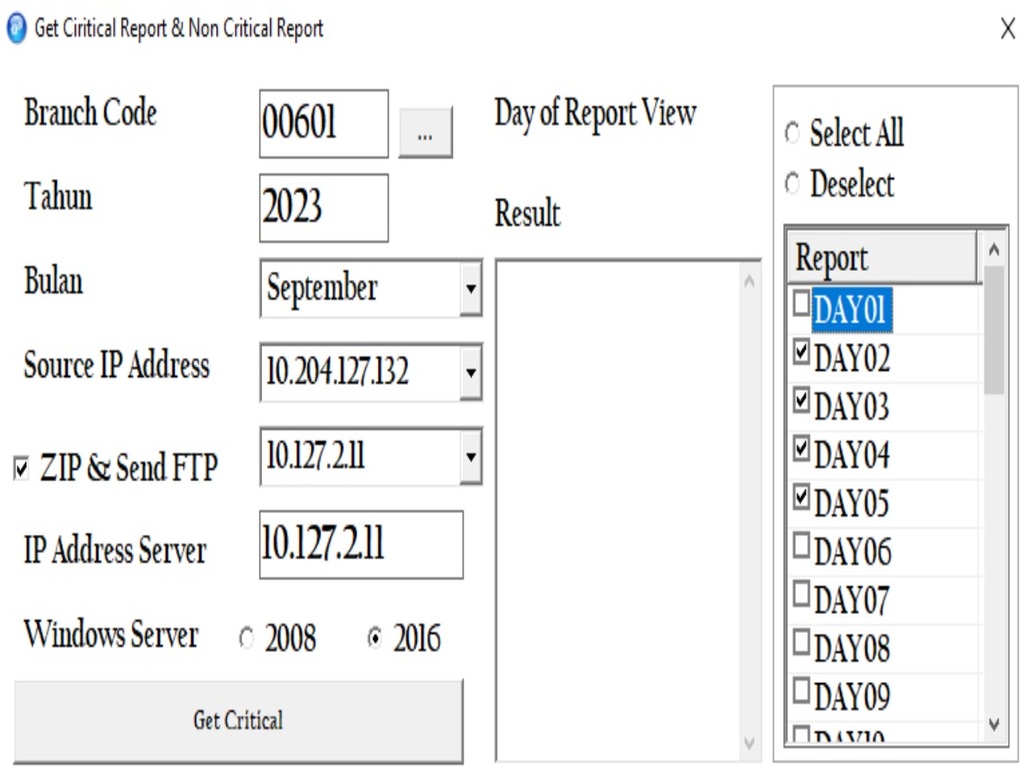 Get Ciritical Report & Non Critical Report
Branch Code
00601
...
Tahun
2023
Bulan
September
Source IP Address
10.204.127.132
ZIP & Send FTP
10.127.2.11
IP Address Server
10.127.2.11
Windows Server
2008
2016
Get Critical
Day of Report View
Result
Select All
Deselect
Report
DAY01
DAY02
DAY03
DAY04
DAY05
DAY06
DAY07
DAY08
DAY09
DAY10